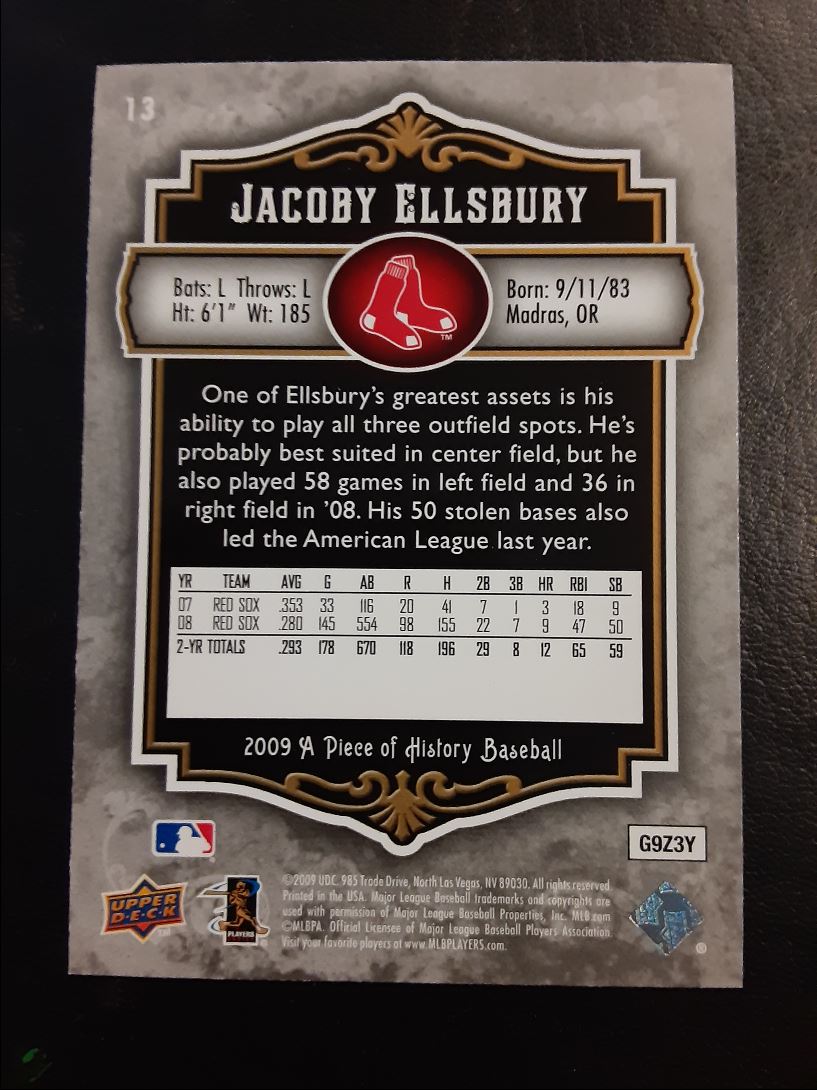 13
JACOBY ELLSBURY
Bats: L Throws: L
Ht: 6'1" Wt: 185
TM
Born: 9/11/83
Madras, OR
One of Ellsbury's greatest assets is his
ability to play all three outfield spots. He's
probably best suited in center field, but he
also played 58 games in left field and 36 in
right field in '08. His 50 stolen bases also
led the American League last year.
YR TEAM AVG G AB R H 2B 3B HR RBI SB
07 RED SOX .353 33 116 20 41 7 1 3 18 9
08 RED SOX .280 145 554 98 155 22 7 9 47 50
2-YR TOTALS .293 178 670 118 196 29 8 12 65 59
2009 A Piece of History Baseball
G9Z3Y
UPPER
D·E·C·K
TM
PLAYERS
©2009 UDC. 985 Trade Drive, North Las Vegas, NV 89030. All rights reserved.
Printed in the USA. Major League Baseball trademarks and copyrights are
used with permission of Major League Baseball Properties, Inc. MLB.com
©MLBPA. Official Licensee of Major League Baseball Players Association.
Visit your favorite players at www.MLBPLAYERS.com.
®